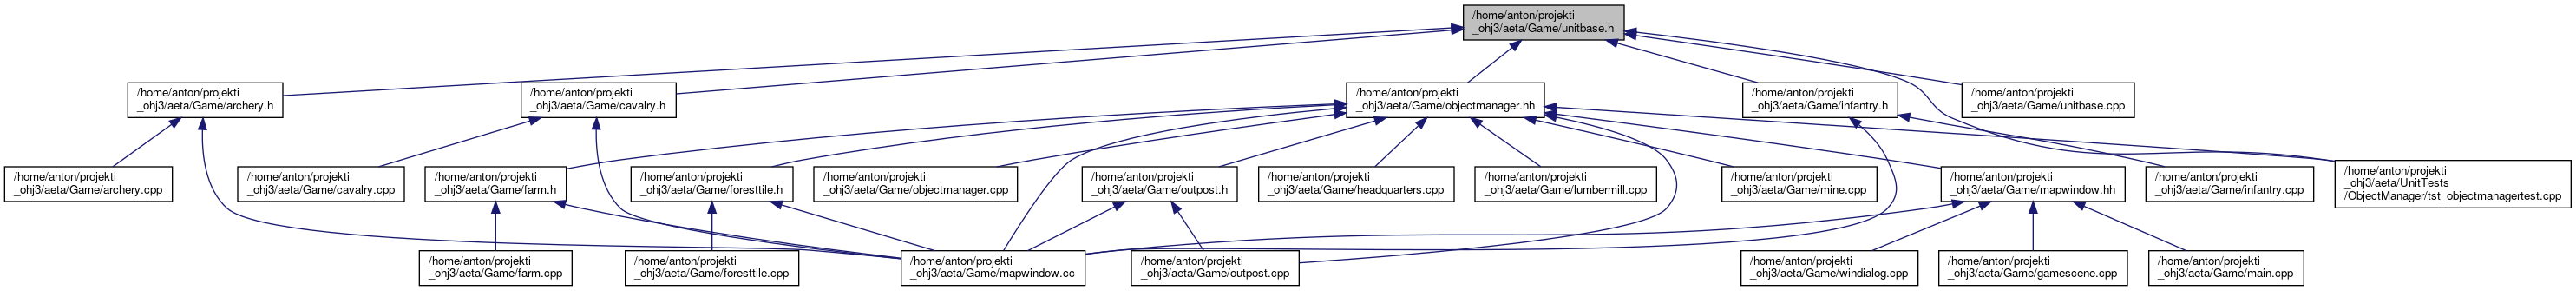 /home/anton/projekti
_ohj3/aeta/Game/unitbase.h
/home/anton/projekti
_ohj3/aeta/Game/archery.h
/home/anton/projekti
_ohj3/aeta/Game/cavalry.h
/home/anton/projekti
_ohj3/aeta/Game/objectmanager.hh
/home/anton/projekti
_ohj3/aeta/Game/infantry.h
/home/anton/projekti
_ohj3/aeta/Game/unitbase.cpp
/home/anton/projekti
_ohj3/aeta/Game/archery.cpp
/home/anton/projekti
_ohj3/aeta/Game/cavalry.cpp
/home/anton/projekti
_ohj3/aeta/Game/farm.h
/home/anton/projekti
_ohj3/aeta/Game/foresttile.h
/home/anton/projekti
_ohj3/aeta/Game/objectmanager.cpp
/home/anton/projekti
_ohj3/aeta/Game/outpost.h
/home/anton/projekti
_ohj3/aeta/Game/headquarters.cpp
/home/anton/projekti
_ohj3/aeta/Game/lumbermill.cpp
/home/anton/projekti
_ohj3/aeta/Game/mine.cpp
/home/anton/projekti
_ohj3/aeta/Game/mapwindow.hh
/home/anton/projekti
_ohj3/aeta/Game/infantry.cpp
/home/anton/projekti
_ohj3/aeta/UnitTests
/ObjectManager/tst_objectmanagertest.cpp
/home/anton/projekti
_ohj3/aeta/Game/farm.cpp
/home/anton/projekti
_ohj3/aeta/Game/foresttile.cpp
/home/anton/projekti
_ohj3/aeta/Game/mapwindow.cc
/home/anton/projekti
_ohj3/aeta/Game/outpost.cpp
/home/anton/projekti
_ohj3/aeta/Game/windialog.cpp
/home/anton/projekti
_ohj3/aeta/Game/gamescene.cpp
/home/anton/projekti
_ohj3/aeta/Game/main.cpp